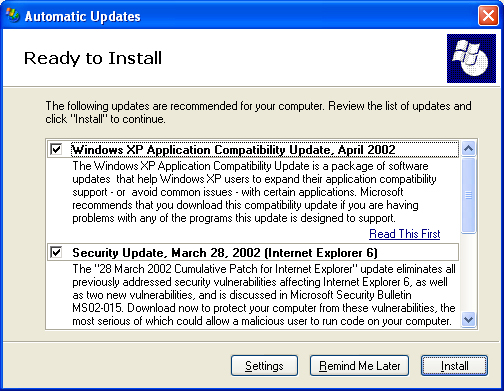 Automatic Updates
Ready to Install
The following updates are recommended for your computer. Review the list of updates and
click "Install" to continue.
Windows XP Application Compatibility Update, April 2002
The Windows XP Application Compatibility Update is a package of software
updates that help Windows XP users to expand their application compatibility
support - or avoid common issues - with certain applications. Microsoft
recommends that you download this compatibility update if you are having
problems with any of the programs this update is designed to support.
Read This First
Security Update, March 28, 2002 (Internet Explorer 6)
The "28 March 2002 Cumulative Patch for Internet Explorer" update eliminates all
previously addressed security vulnerabilities affecting Internet Explorer 6, as well
as two new vulnerabilities, and is discussed in Microsoft Security Bulletin
MS02-015. Download now to protect your computer from these vulnerabilities, the
most serious of which could allow a malicious user to run code on your computer.
Settings Remind Me Later Install